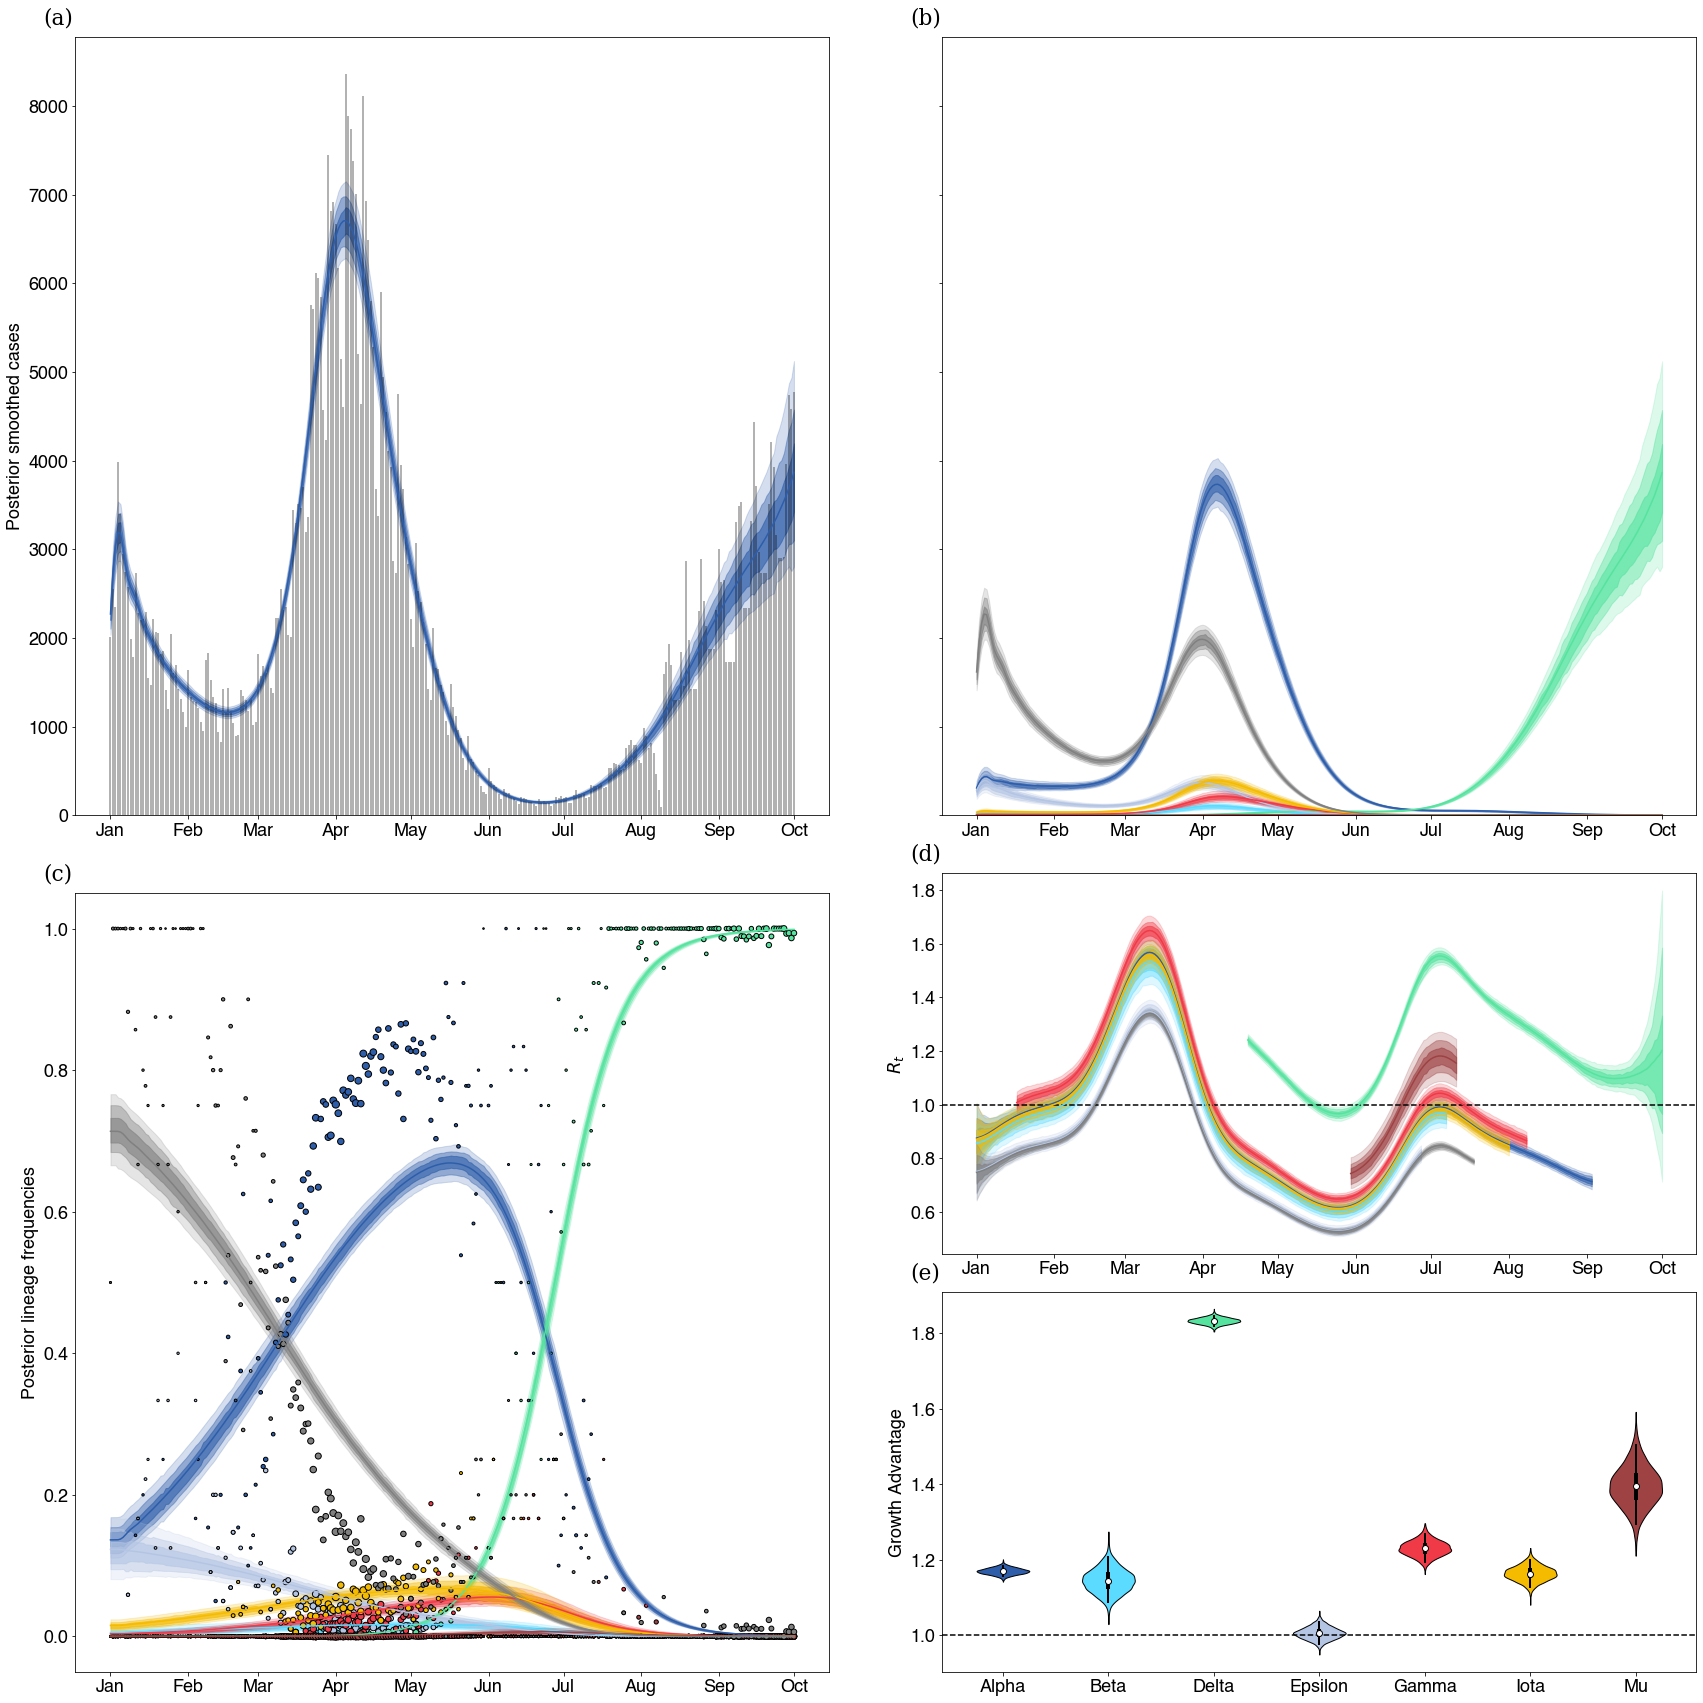 (a)
8000
7000
6000
5000
4000
3000
2000
1000
0
Posterior smoothed cases
Jan Feb Mar Apr May Jun Jul Aug Sep Oct
(b)
Jan Feb Mar Apr May Jun Jul Aug Sep Oct
(c)
1.0
0.8
0.6
0.4
0.2
0.0
Posterior lineage frequencies
Jan Feb Mar Apr May Jun Jul Aug Sep Oct
(d)
1.8
1.6
1.4
1.2
1.0
0.8
0.6
Rt
Jan Feb Mar Apr May Jun Jul Aug Sep Oct
(e)
1.8
1.6
1.4
1.2
1.0
Growth Advantage
Alpha Beta Delta Epsilon Gamma Iota Mu